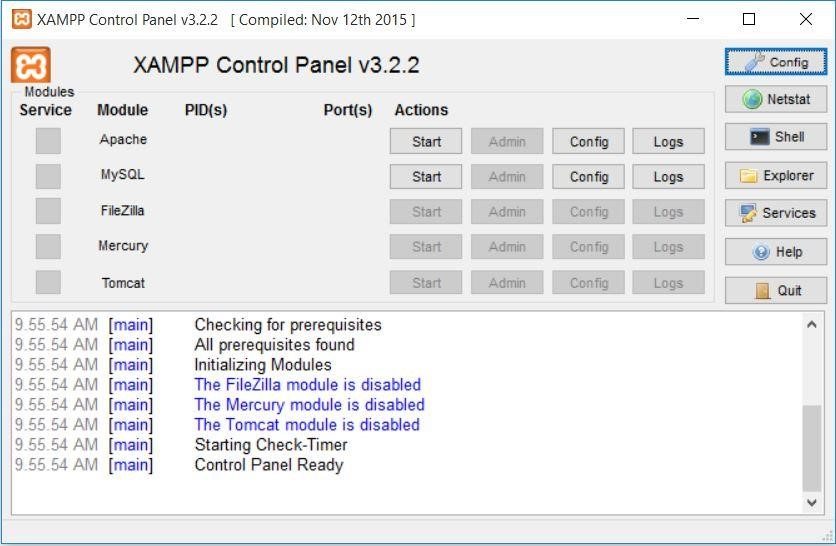 XAMPP Control Panel v3.2.2 [ Compiled: Nov 12th 2015 ]
XAMPP Control Panel v3.2.2
Config
Modules
Service Module PID(s) Port(s) Actions
Netstat
Apache Start Admin Config Logs
Shell
MySQL Start Admin Config Logs
Explorer
FileZilla Start Admin Config Logs
Services
Mercury Start Admin Config Logs
Help
Tomcat Start Admin Config Logs
Quit
9.55.54 AM [main] Checking for prerequisites
9.55.54 AM [main] All prerequisites found
9.55.54 AM [main] Initializing Modules
9.55.54 AM [main] The FileZilla module is disabled
9.55.54 AM [main] The Mercury module is disabled
9.55.54 AM [main] The Tomcat module is disabled
9.55.54 AM [main] Starting Check-Timer
9.55.54 AM [main] Control Panel Ready